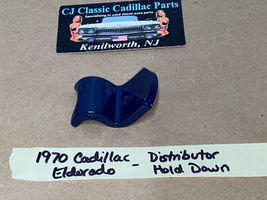 CJ Classic Cadillac Parts
Specializing in used classic auto parts
Kenilworth, NJ
1970 Cadillac - Distributor
Eldorado Hold Down